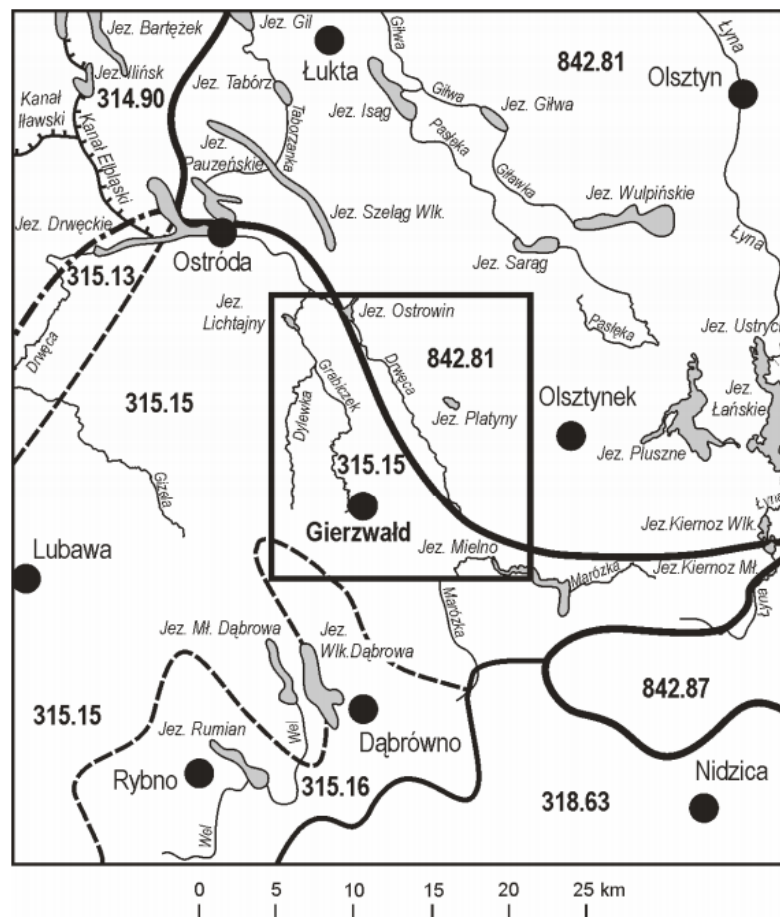 Jez. Bartężek
Jez. Gil
Łukta
Giłwa
842.81
Łyna
Olsztyn
Jez. Ilińsk
314.90
Kanał
Iławski
Kanał Elbląski
Jez. Tabórz
Taborzanka
Jez. Isąg
Giłwa
Jez. Giłwa
Pasłęka
Giławka
Jez.
Pauzeńskie
Jez. Wulpińskie
Jez. Szeląg Wlk.
Jez. Drwęckie
Ostróda
Jez. Sarąg
Łyna
315.13
Jez.
Lichtajny
Jez. Ostrowin
Pasłęka
Jez. Ustrych
Drwęca
Drwęca
842.81
Grabiczek
Dylewka
Jez. Platyny
Olsztynek
Jez.
Łańskie
315.15
Jez. Pluszne
Gizela
315.15
Gierzwałd
Łyna
Jez.Kiernoz Wlk.
Lubawa
Jez. Mielno
Marózka
Jez.Kiernoz Mł.
Łyna
Marózka
Jez. Mł. Dąbrowa
Jez.
Wlk.Dąbrowa
842.87
315.15
Jez. Rumian
Wel
Dąbrówno
Rybno
315.16
318.63
Nidzica
Wel
0 5 10 15 20 25 km